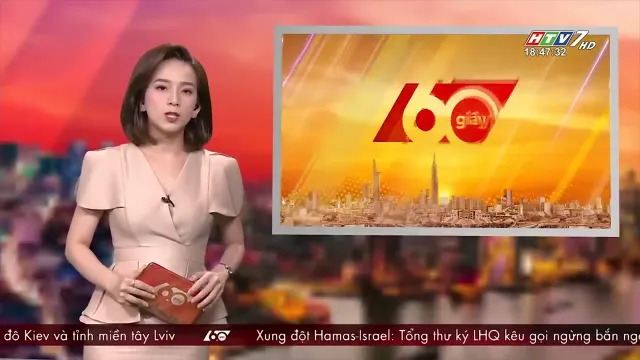 HTV7 HD
18:47:32
60 giây
đô Kiev và tỉnh miền tây Lviv 60 Xung đột Hamas-Israel: Tổng thư ký LHQ kêu gọi ngừng bắn ng